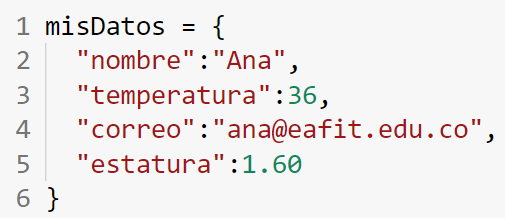 1 misDatos = {
2 "nombre":"Ana",
3 "temperatura":36,
4 "correo":"ana@eafit.edu.co",
5 "estatura":1.60
6 }